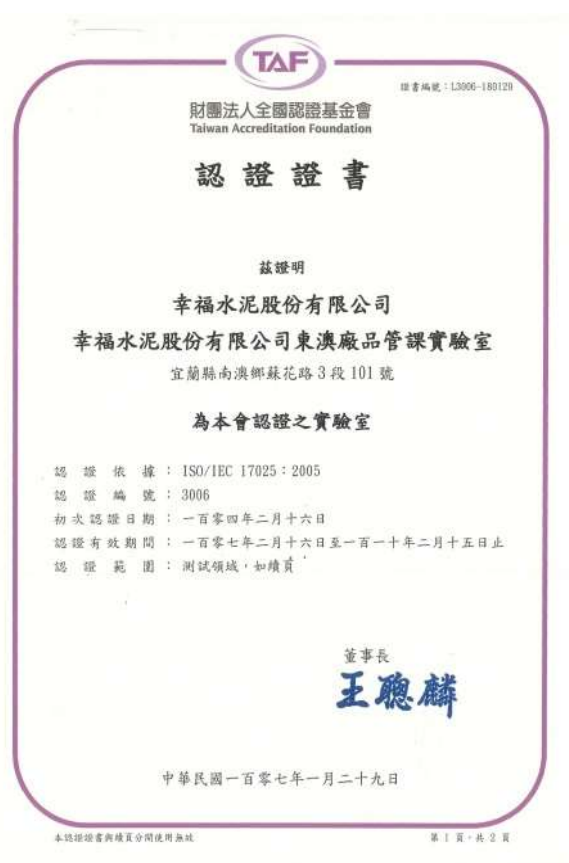 TAF
證書編號：L3006-180129
財團法人全國認證基金會
Taiwan Accreditation Foundation
認證證書
茲證明
幸福水泥股份有限公司
幸福水泥股份有限公司東澳廠品管課實驗室
宜蘭縣南澳鄉蘇花路3段101號
為本會認證之實驗室
認證依據：ISO/IEC 17025：2005
認證編號：3006
初次認證日期：一百零四年二月十六日
認證有效期間：一百零七年二月十六日至一百一十年二月十五日止
認證範圍：測試領域，如續頁
董事長
王聰麟
中華民國一百零七年一月二十九日
本認證證書與續頁分開使用無效
第1頁，共2頁